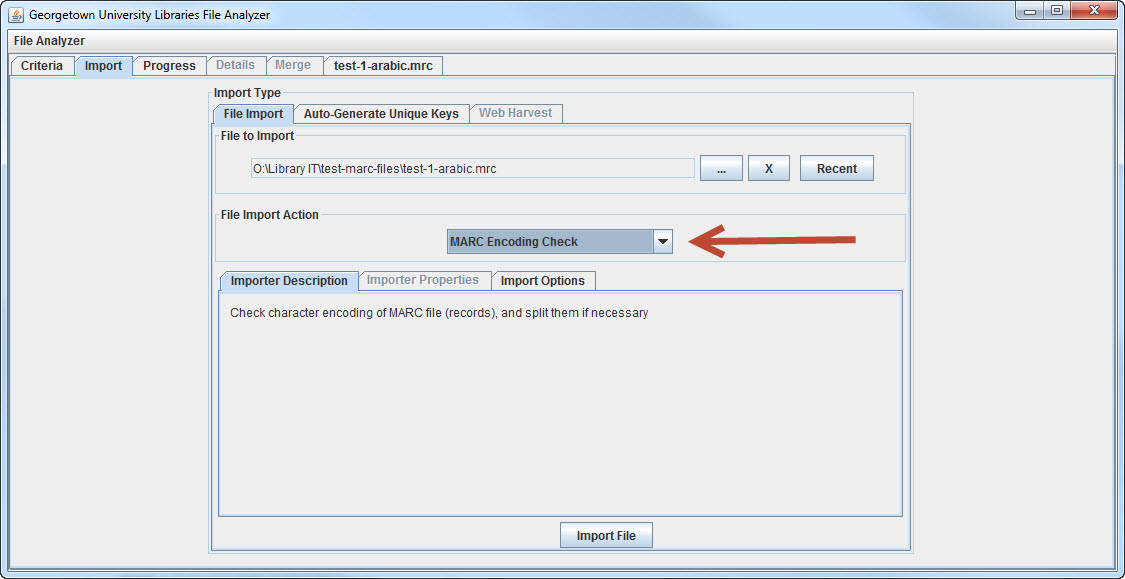 Georgetown University Libraries File Analyzer
File Analyzer
Criteria Import Progress Details Merge test-1-arabic.mrc
Import Type
File Import Auto-Generate Unique Keys Web Harvest
File to Import
O:\Library IT\test-marc-files\test-1-arabic.mrc ... X Recent
File Import Action
MARC Encoding Check
Importer Description Importer Properties Import Options
Check character encoding of MARC file (records), and split them if necessary
Import File